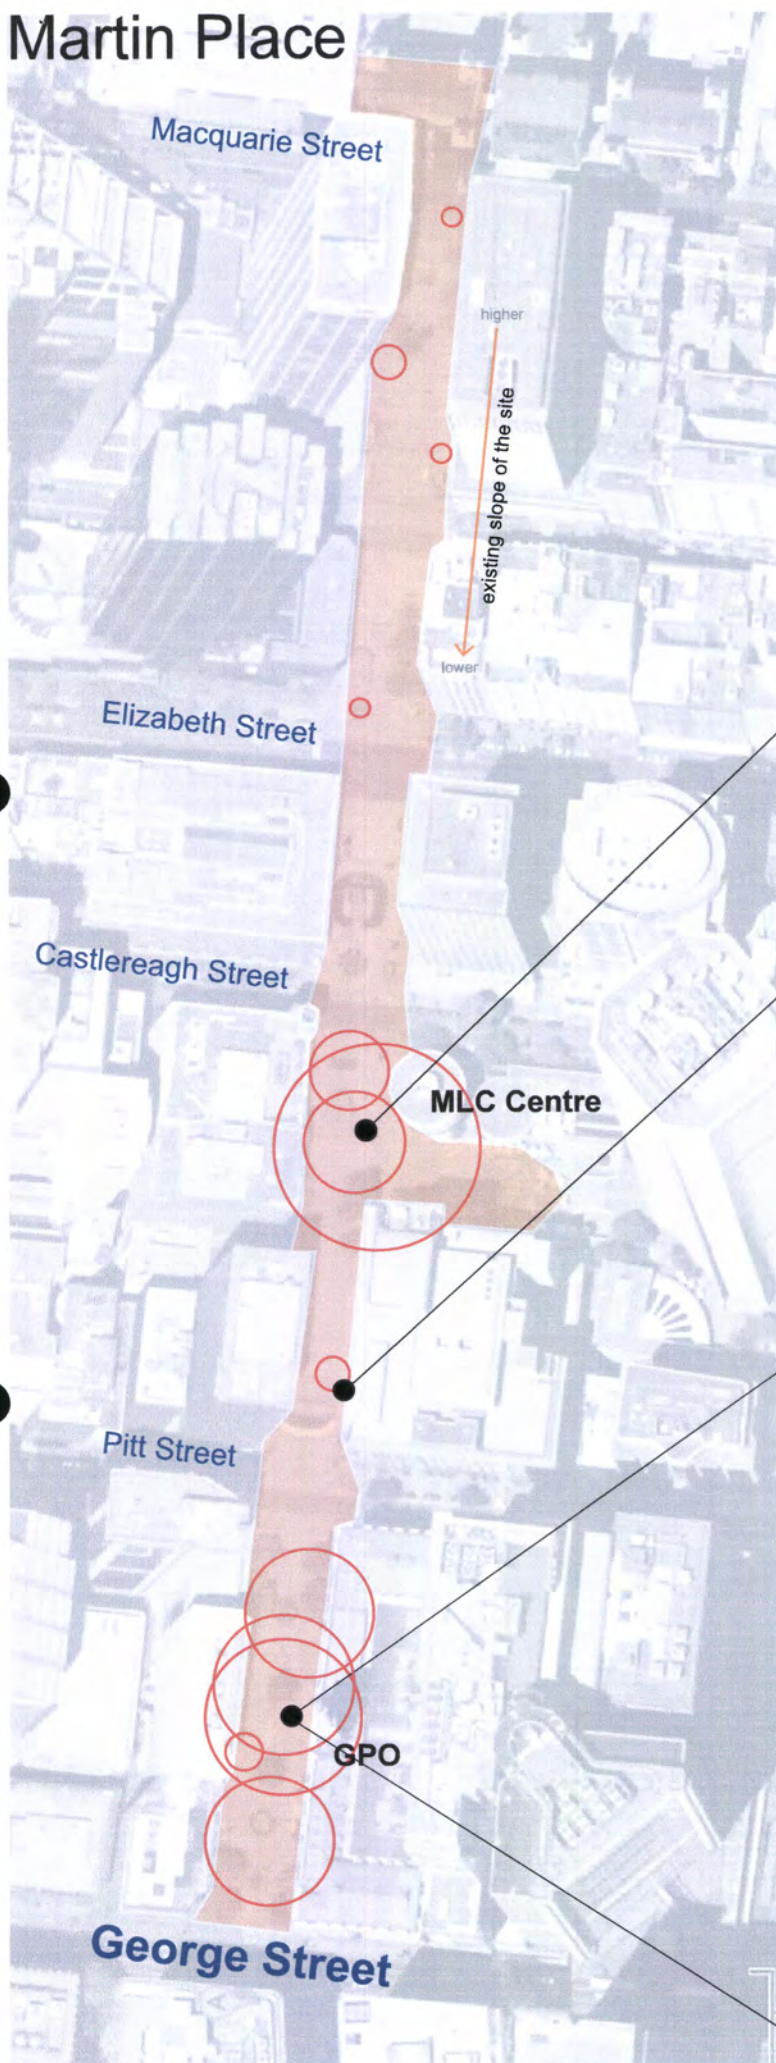 Martin Place
Macquarie Street
higher
existing slope of the site
lower
Elizabeth Street
Castlereagh Street
MLC Centre
Pitt Street
GPO
George Street